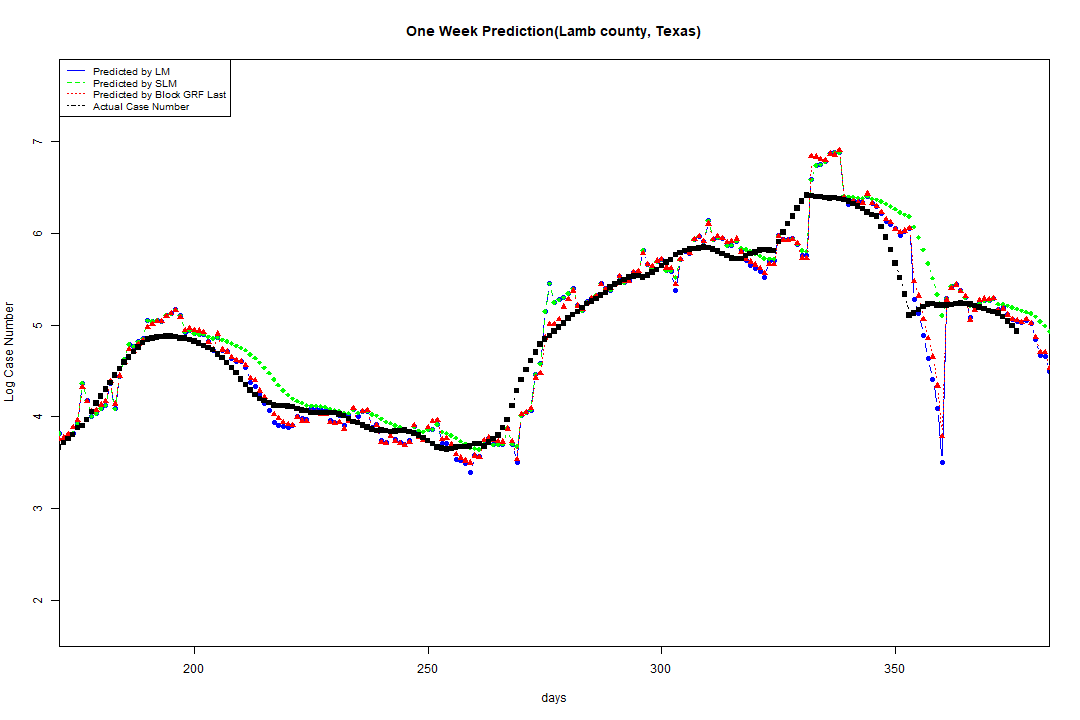 One Week Prediction(Lamb county, Texas)
Predicted by LM
Predicted by SLM
Predicted by Block GRF Last
Actual Case Number
7
6
5
4
3
2
Log Case Number
200 250 300 350
days